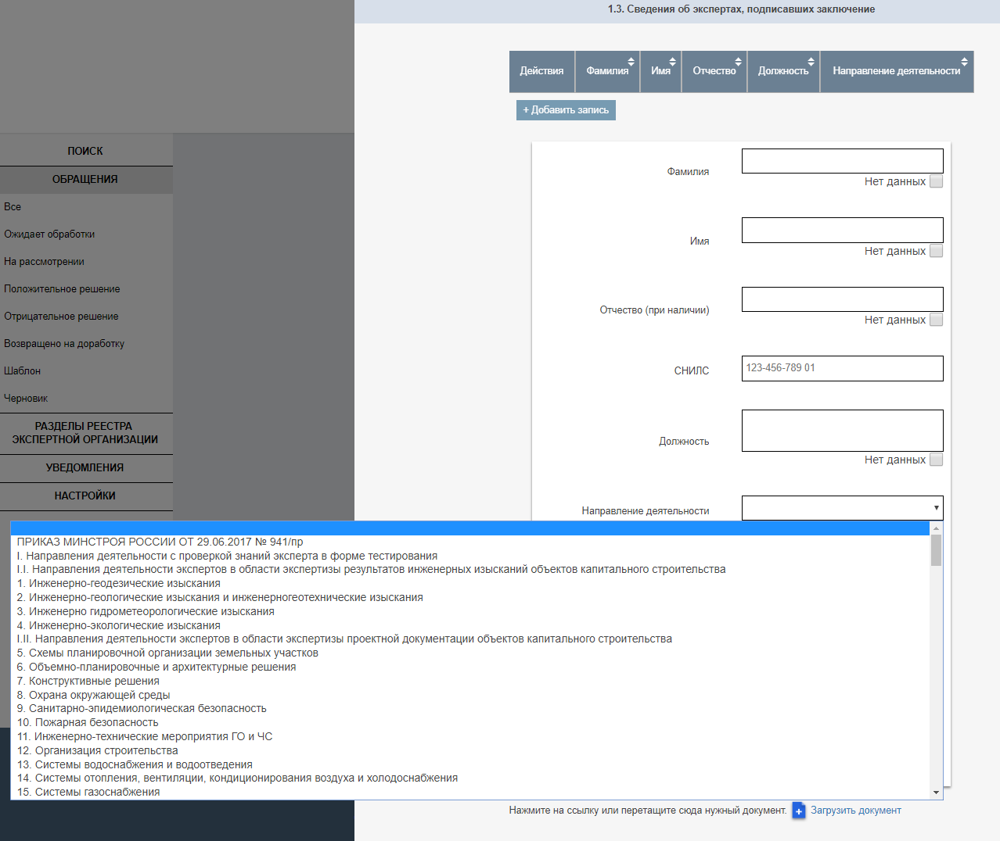 1.3. Сведения об экспертах, подписавших заключение
Действия Фамилия Имя Отчество Должность Направление деятельности
+ Добавить запись
ПОИСК
ОБРАЩЕНИЯ
Все
Ожидает обработки
На рассмотрении
Положительное решение
Отрицательное решение
Возвращено на доработку
Шаблон
Черновик
РАЗДЕЛЫ РЕЕСТРА
ЭКСПЕРТНОЙ ОРГАНИЗАЦИИ
УВЕДОМЛЕНИЯ
НАСТРОЙКИ
Фамилия
Нет данных
Имя
Нет данных
Отчество (при наличии)
Нет данных
СНИЛС 123-456-789 01
Должность
Нет данных
Направление деятельности
ПРИКАЗ МИНСТРОЯ РОССИИ ОТ 29.06.2017 № 941/пр
I. Направления деятельности с проверкой знаний эксперта в форме тестирования
I.I. Направления деятельности экспертов в области экспертизы результатов инженерных изысканий объектов капитального строительства
1. Инженерно-геодезические изыскания
2. Инженерно-геологические изыскания и инженерногеотехнические изыскания
3. Инженерно гидрометеорологические изыскания
4. Инженерно-экологические изыскания
I.II. Направления деятельности экспертов в области экспертизы проектной документации объектов капитального строительства
5. Схемы планировочной организации земельных участков
6. Объемно-планировочные и архитектурные решения
7. Конструктивные решения
8. Охрана окружающей среды
9. Санитарно-эпидемиологическая безопасность
10. Пожарная безопасность
11. Инженерно-технические мероприятия ГО и ЧС
12. Организация строительства
13. Системы водоснабжения и водоотведения
14. Системы отопления, вентиляции, кондиционирования воздуха и холодоснабжения
15. Системы газоснабжения
Нажмите на ссылку или перетащите сюда нужный документ. Загрузить документ